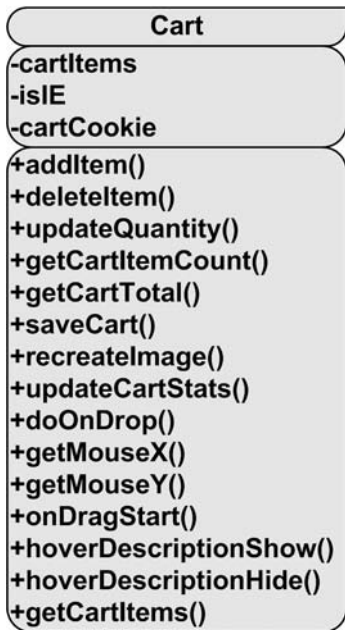 Cart
-cartItems
-isIE
-cartCookie
+addItem()
+deleteItem()
+updateQuantity()
+getCartItemCount()
+getCartTotal()
+saveCart()
+recreateImage()
+updateCartStats()
+doOnDrop()
+getMouseX()
+getMouseY()
+onDragStart()
+hoverDescriptionShow()
+hoverDescriptionHide()
+getCartItems()